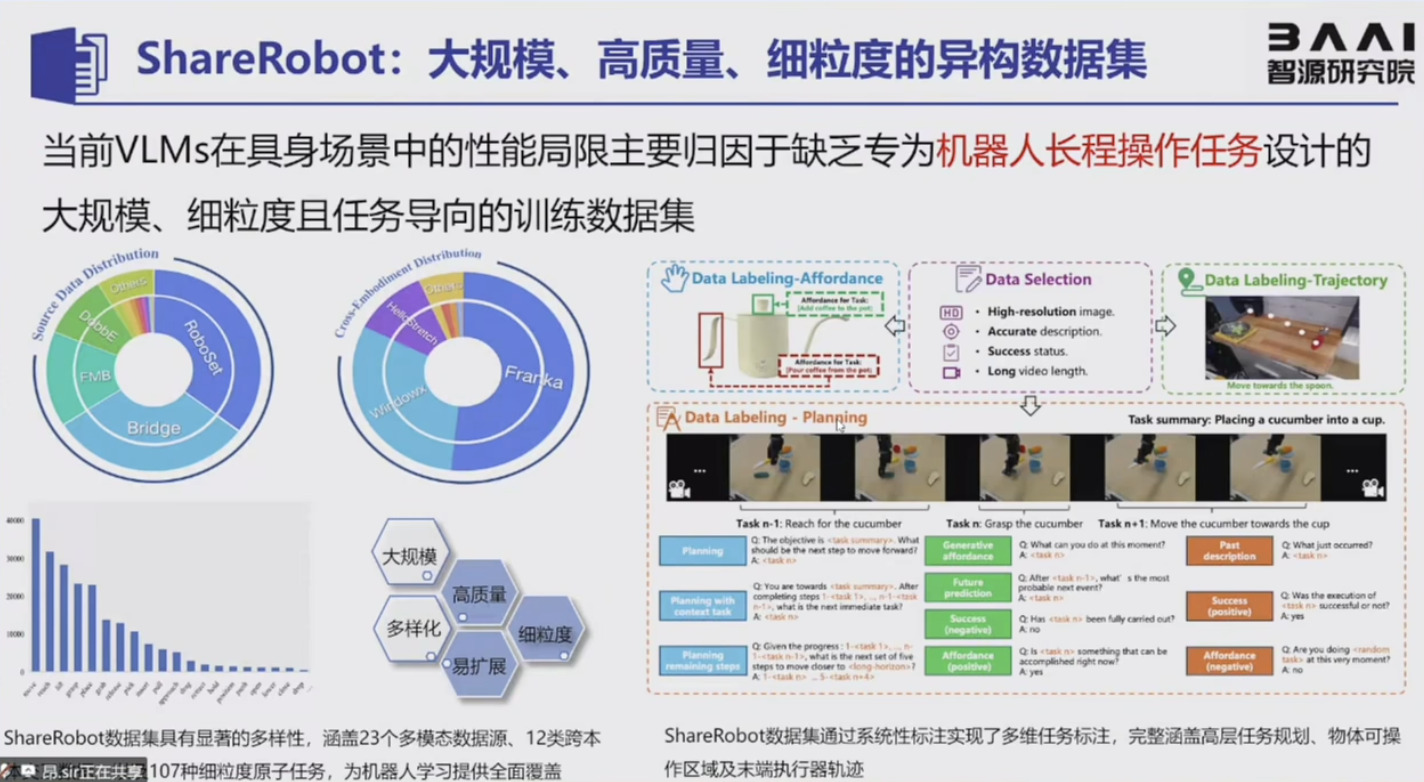 ShareRobot：大规模、高质量、细粒度的异构数据集
BAAI
智源研究院
当前VLMs在具身场景中的性能局限主要归因于缺乏专为机器人长程操作任务设计的
大规模、细粒度且任务导向的训练数据集
Source Data Distribution
Others
DobbE
FMB
Bridge
RoboSet
Cross-Embodiment Distribution
Others
HelloStretch
WindowX
Franka
40000
30000
20000
10000
0
大规模
高质量
多样化
细粒度
易扩展
ShareRobot数据集具有显著的多样性，涵盖23个多模态数据源、12类跨本
107种细粒度原子任务，为机器人学习提供全面覆盖
昂.sir正在共享
Data Labeling-Affordance
Affordance for Task:
(Add coffee to the pot)
Affordance for Task:
(Pour coffee from the pot)
Data Selection
HD
• High-resolution image.
• Accurate description.
• Success status.
• Long video length.
Data Labeling-Trajectory
Move towards the spoon.
Data Labeling - Planning
Task summary: Placing a cucumber into a cup.
...
...
Task n-1: Reach for the cucumber
Task n: Grasp the cucumber
Task n+1: Move the cucumber towards the cup
Planning
Q: The objective is <task summary>. What
should be the next step to move forward?
A: <task n>
Planning with
context task
Q: You are towards <task summary>. After
completing steps 1-<task 1>, ... n-1-<task
n-1>, what is the next immediate task?
A: <task n>
Planning
remaining steps
Q: Given the progress : 1-<task 1>, ... n-
1-<task n-1>, what is the next set of five
steps to move closer to <long-horizon>?
A: 1-<task n> ... 5-<task n+4>
Generative
affordance
Q: What can you do at this moment?
A: <task n>
Future
prediction
Q: After <task n-1>, what's the most
probable next event?
A: <task n>
Success
(negative)
Q: Has <task n> been fully carried out?
A: no
Affordance
(positive)
Q: Is <task n> something that can be
accomplished right now?
A: yes
Past
description
Q: What just occurred?
A: <task n>
Success
(positive)
Q: Was the execution of
<task n> successful or not?
A: yes
Affordance
(negative)
Q: Are you doing <random
task> at this very moment?
A: no
ShareRobot数据集通过系统性标注实现了多维任务标注，完整涵盖高层任务规划、物体可操
作区域及末端执行器轨迹